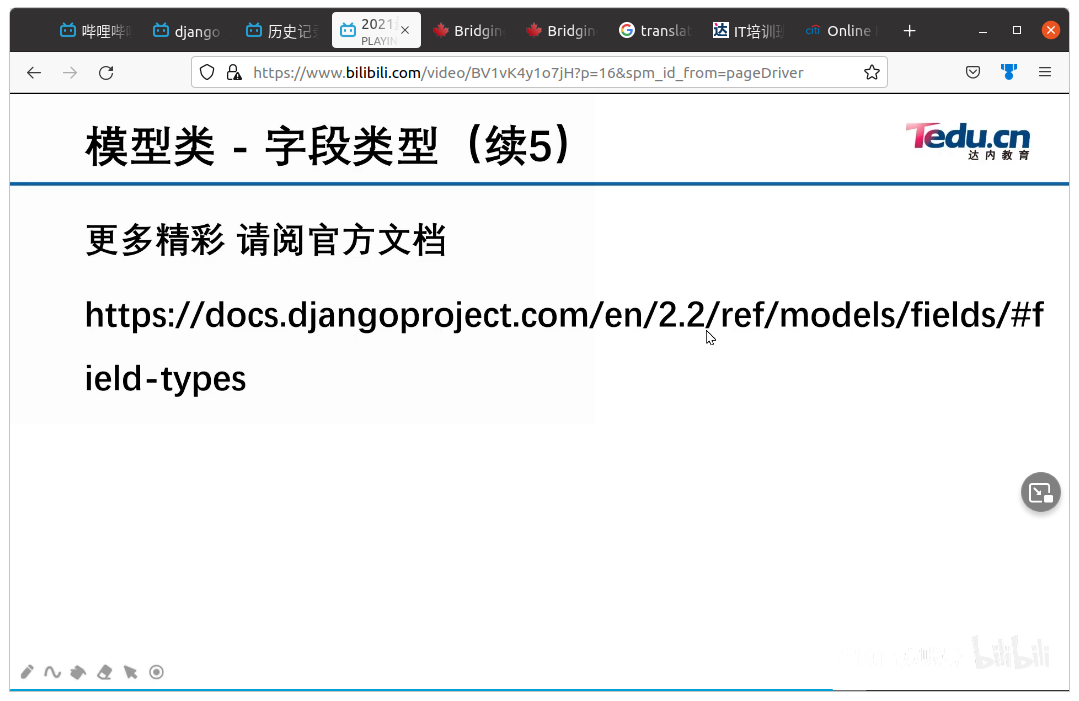 哔哩哔哩
django
历史记录
2021
PLAYIN
Bridgin
Bridgin
translat
IT培训
Online
https://www.bilibili.com/video/BV1vK4y1o7jH?p=16&spm_id_from=pageDriver
模型类 - 字段类型（续5）
Tedu.cn
达内教育
更多精彩 请阅官方文档
https://docs.djangoproject.com/en/2.2/ref/models/fields/#f
ield-types
bilibili